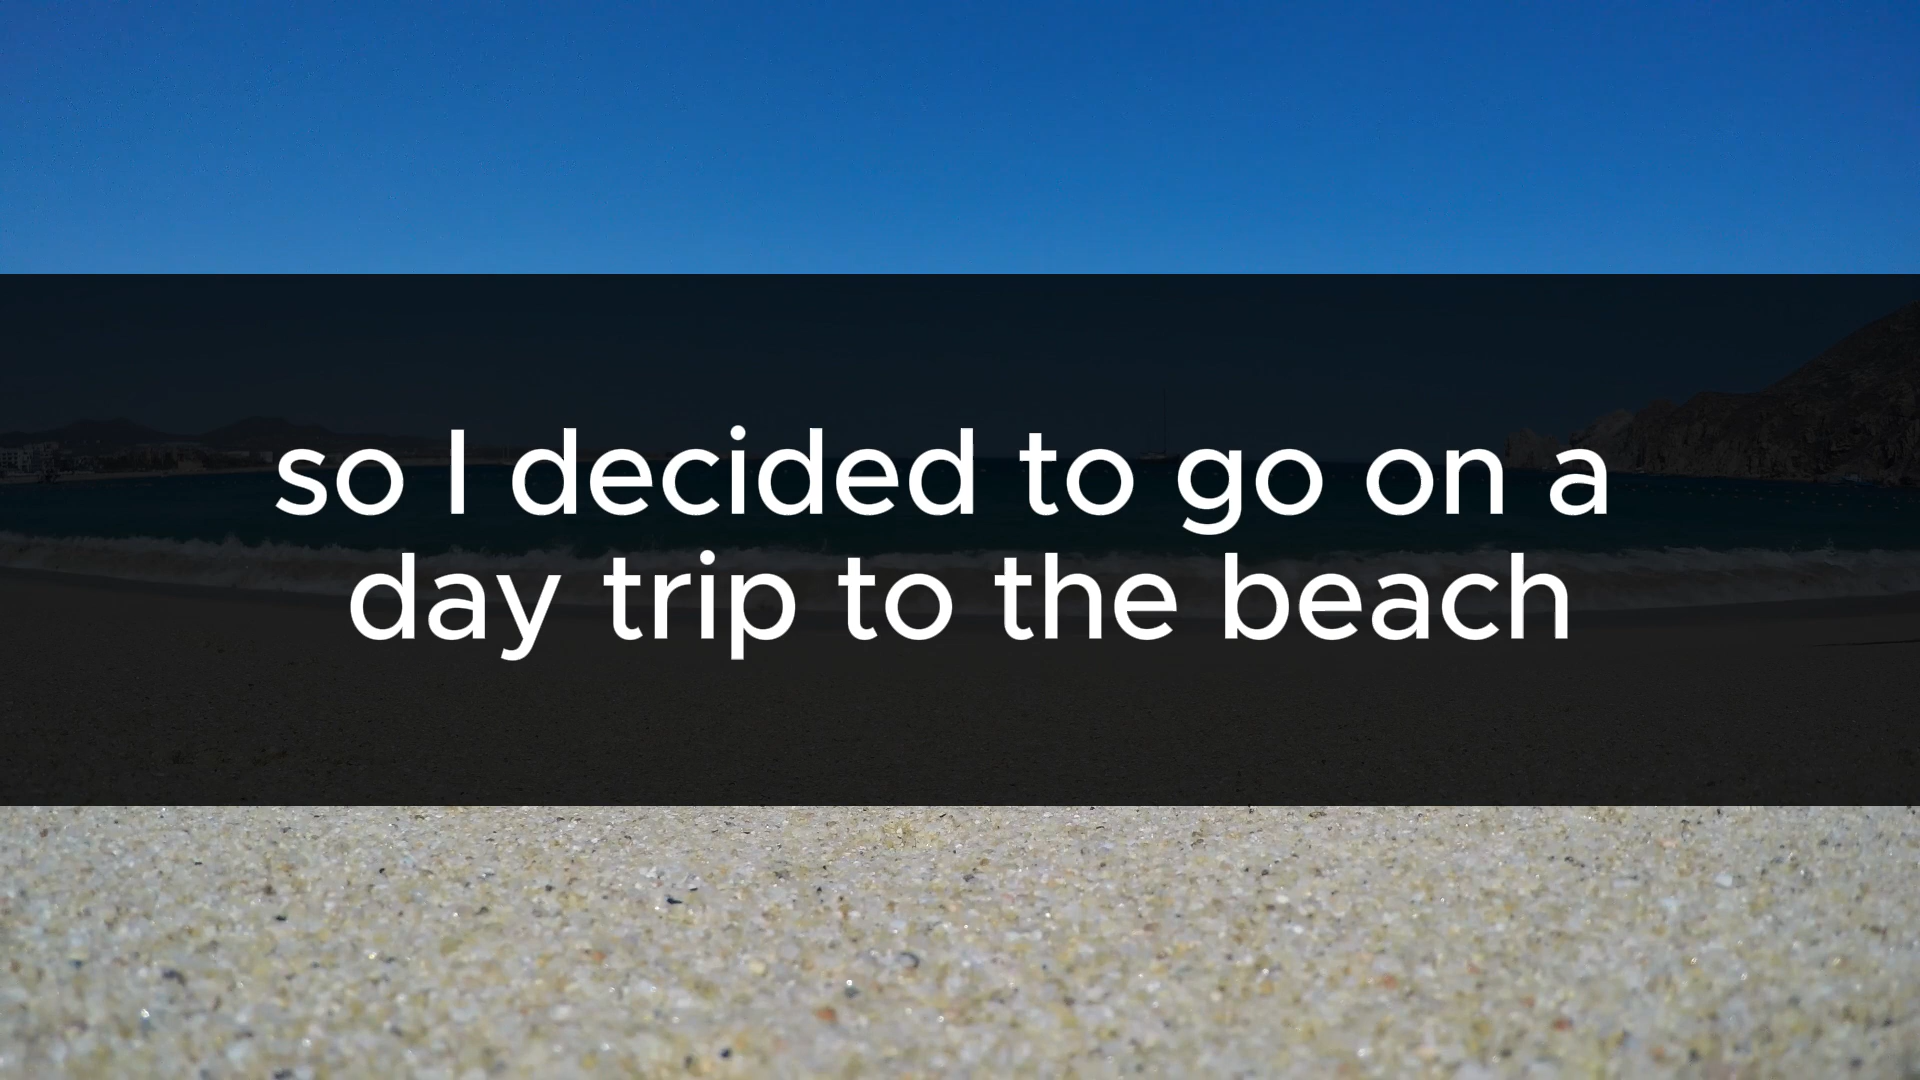 so I decided to go on a
day trip to the beach